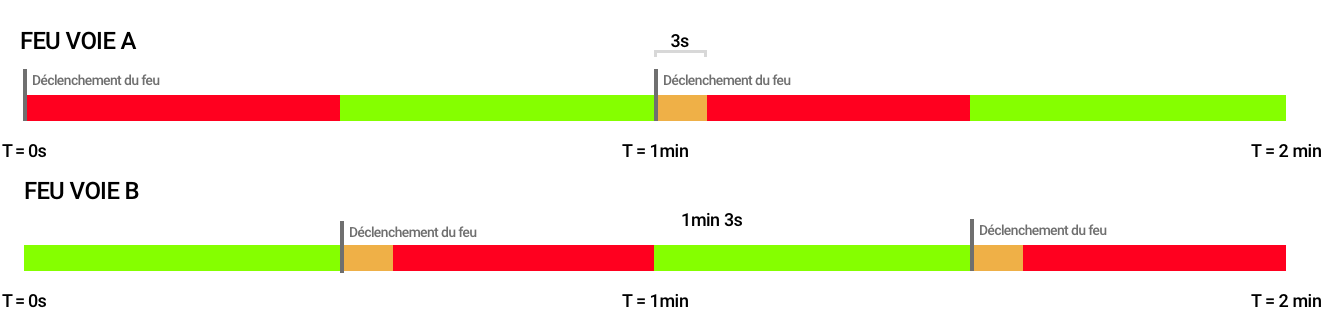 FEU VOIE A
3s
Déclenchement du feu
Déclenchement du feu
T = 0s
T = 1min
T = 2 min
FEU VOIE B
1min 3s
Déclenchement du feu
Déclenchement du feu
T = 0s
T = 1min
T = 2 min